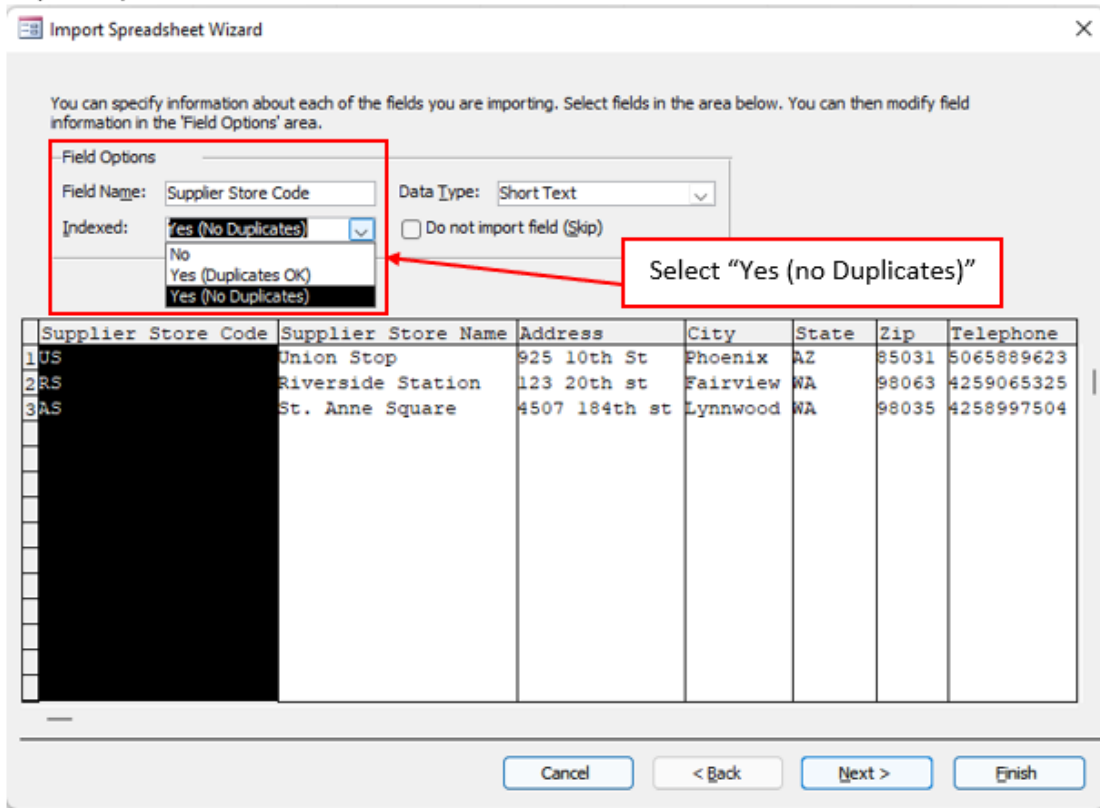 Import Spreadsheet Wizard
You can specify information about each of the fields you are importing. Select fields in the area below. You can then modify field
information in the 'Field Options' area.
Field Options
Field Name: Supplier Store Code Data Type: Short Text
Indexed: Yes (No Duplicates) Do not import field (Skip)
No
Yes (Duplicates OK)
Yes (No Duplicates)
Select “Yes (no Duplicates)”
Supplier Store Code Supplier Store Name Address City State Zip Telephone
1 US Union Stop 925 10th St Phoenix AZ 85031 5065889623
2 RS Riverside Station 123 20th st Fairview WA 98063 4259065325
3 AS St. Anne Square 4507 184th st Lynnwood WA 98035 4258997504
Cancel < Back Next > Finish